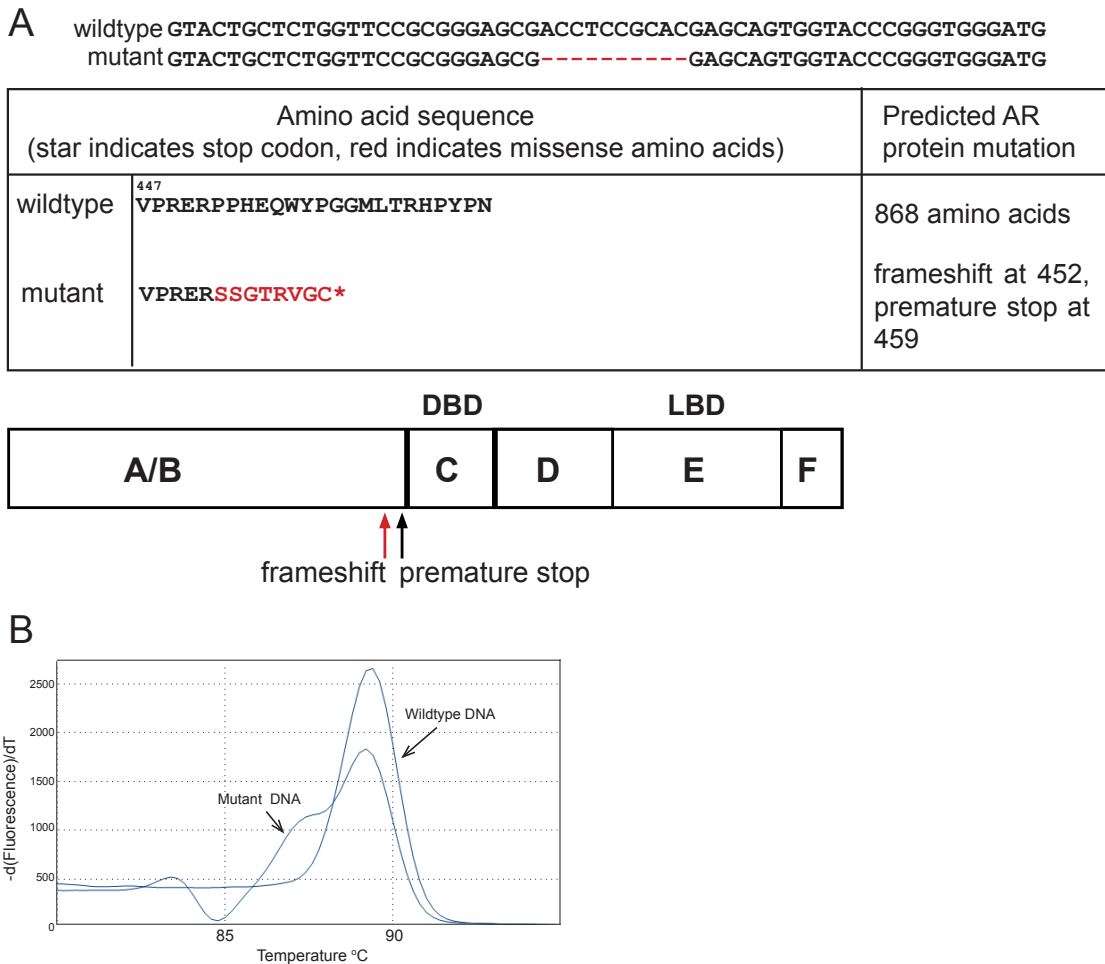 A
wildtype GTACTGCTCTGGTTCCGCGGGAGCGACCTCCGCACGAGCAGTGGTACCCGGGTGGGATG
mutant GTACTGCTCTGGTTCCGCGGGAGCG----------GAGCAGTGGTACCCGGGTGGGATG
Amino acid sequence
(star indicates stop codon, red indicates missense amino acids)
Predicted AR
protein mutation
447
wildtype VPRERPPHEQWYPGGMLTRHPYPN
868 amino acids
mutant VPRERSSGTRVGC*
frameshift at 452,
premature stop at
459
DBD LBD
A/B C D E F
frameshift premature stop
B
-d(Fluorescence)/dT
2500
2000
1500
1000
500
0
Wildtype DNA
Mutant DNA
85 90
Temperature ºC